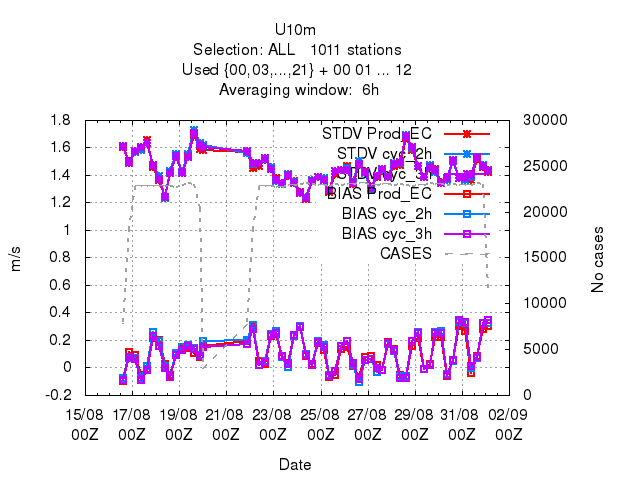 U10m
Selection: ALL 1011 stations
Used {00,03,...,21} + 00 01 ... 12
Averaging window: 6h
1.8
1.6
1.4
1.2
1
0.8
0.6
0.4
0.2
0
-0.2
m/s
30000
25000
20000
15000
10000
5000
0
No cases
STDV Prod_EC
STDV cyc_2h
STDV cyc_3h
BIAS Prod_EC
BIAS cyc_2h
BIAS cyc_3h
CASES
15/08 17/08 19/08 21/08 23/08 25/08 27/08 29/08 31/08 02/09
00Z 00Z 00Z 00Z 00Z 00Z 00Z 00Z 00Z 00Z
Date